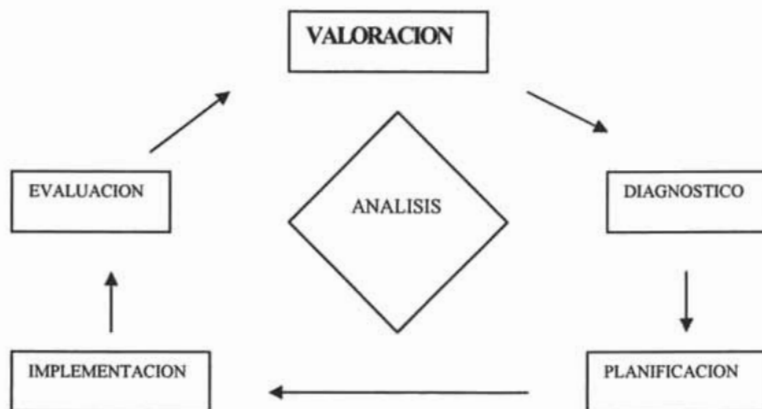 VALORACION
EVALUACION
ANALISIS
DIAGNOSTICO
IMPLEMENTACION
PLANIFICACION